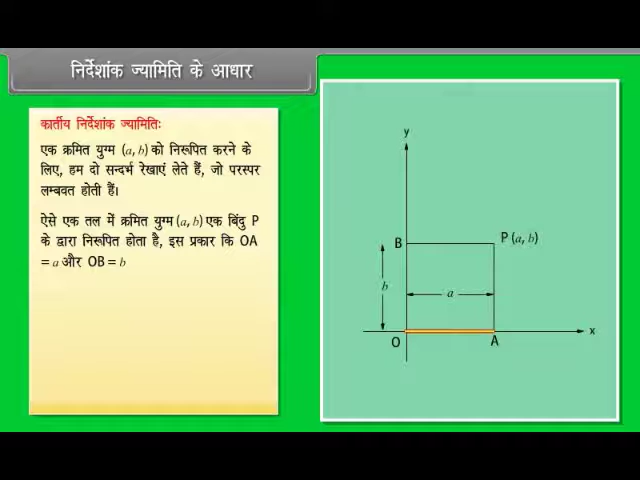 निर्देशांक ज्यामिति के आधार
कार्तीय निर्देशांक ज्यामितिः
एक क्रमित युग्म (a, b) को निरूपित करने के
लिए, हम दो सन्दर्भ रेखाएं लेते हैं, जो परस्पर
लम्बवत होती हैं।
ऐसे एक तल में क्रमित युग्म (a, b) एक बिंदु P
के द्वारा निरूपित होता है, इस प्रकार कि OA
= a और OB = b
y
B
P (a, b)
b
a
x
O
A